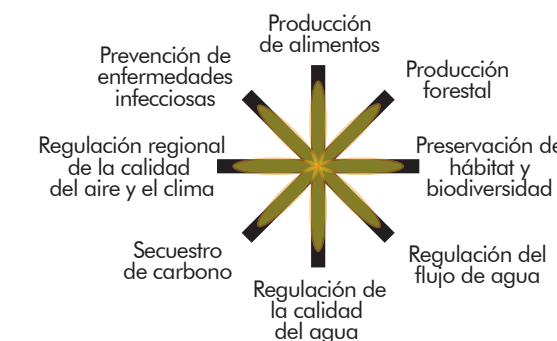 Producción
de alimentos
Producción
forestal
Preservación de
hábitat y
biodiversidad
Regulación del
flujo de agua
Regulación de
la calidad
del agua
Secuestro
de carbono
Regulación regional
de la calidad
del aire y el clima
Prevención de
enfermedades
infecciosas